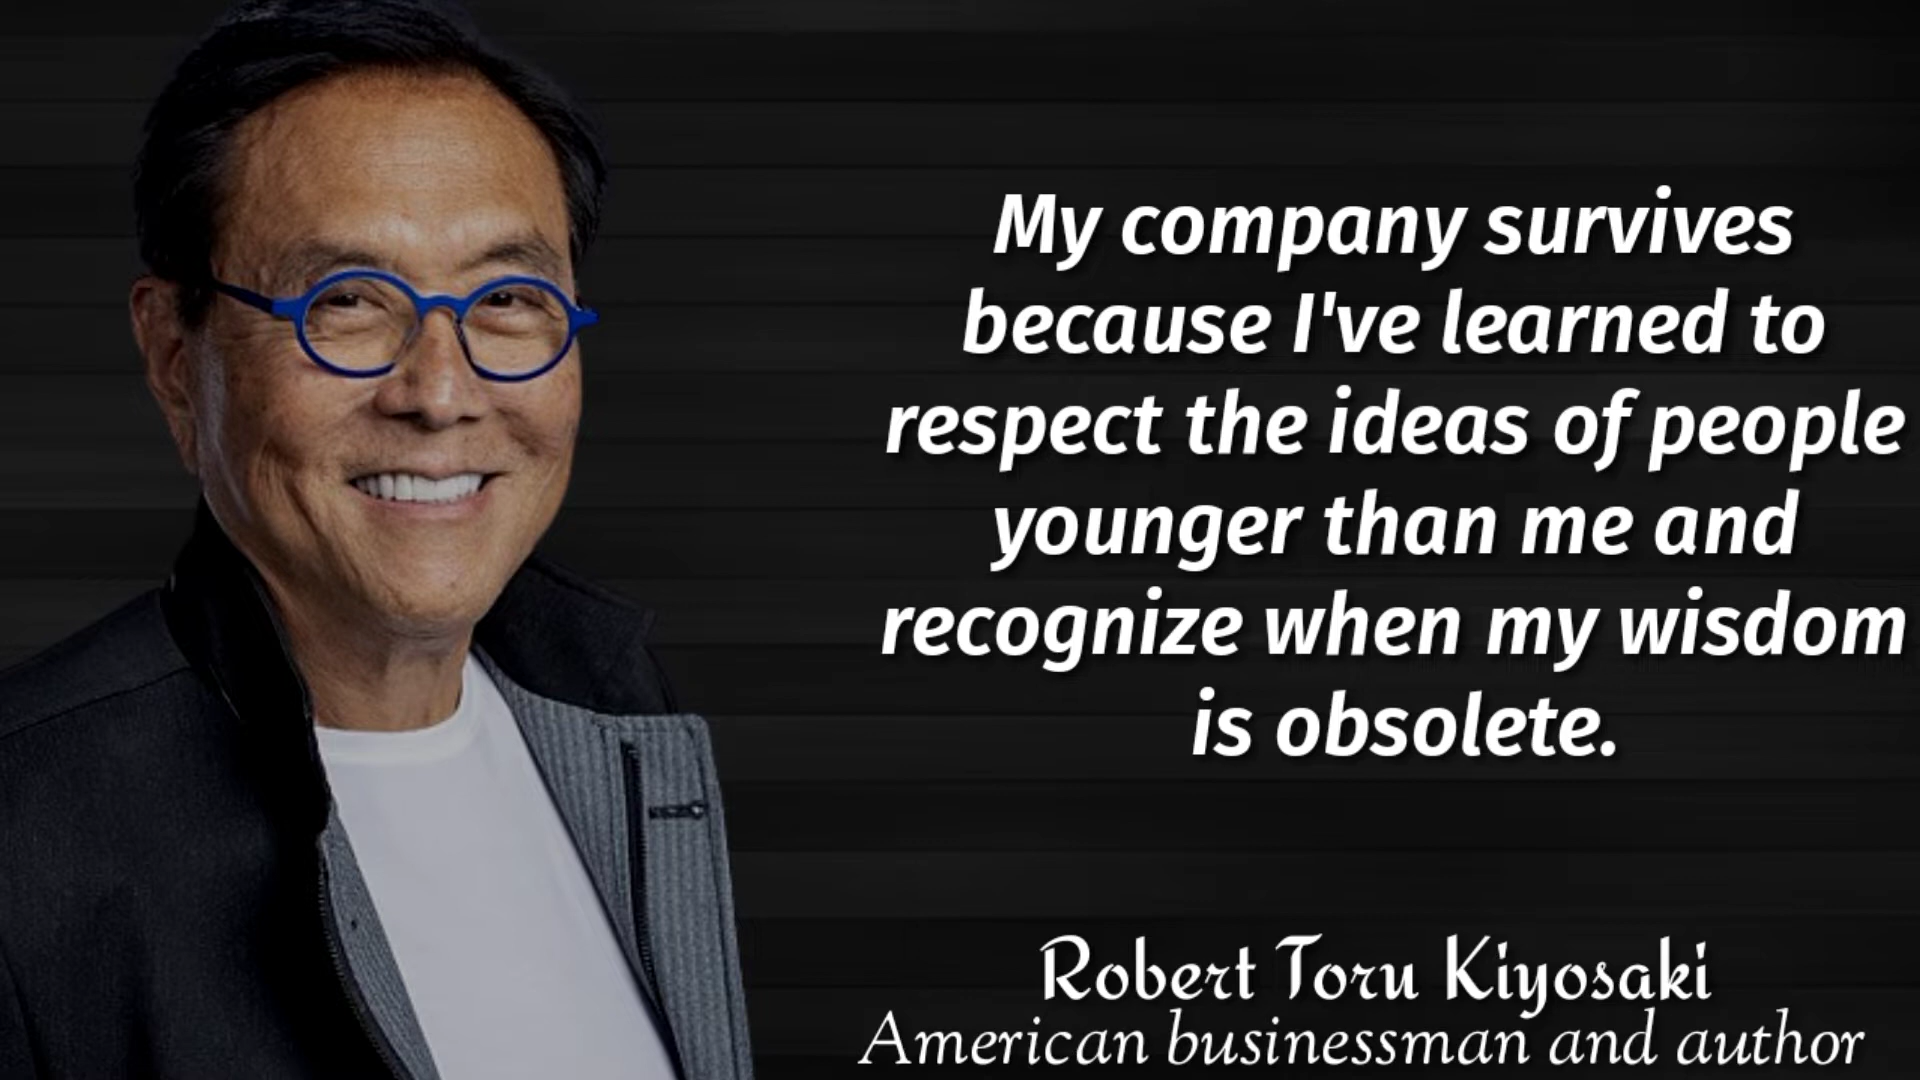 My company survives
because I've learned to
respect the ideas of people
younger than me and
recognize when my wisdom
is obsolete.
Robert Toru Kiyosaki
American businessman and author